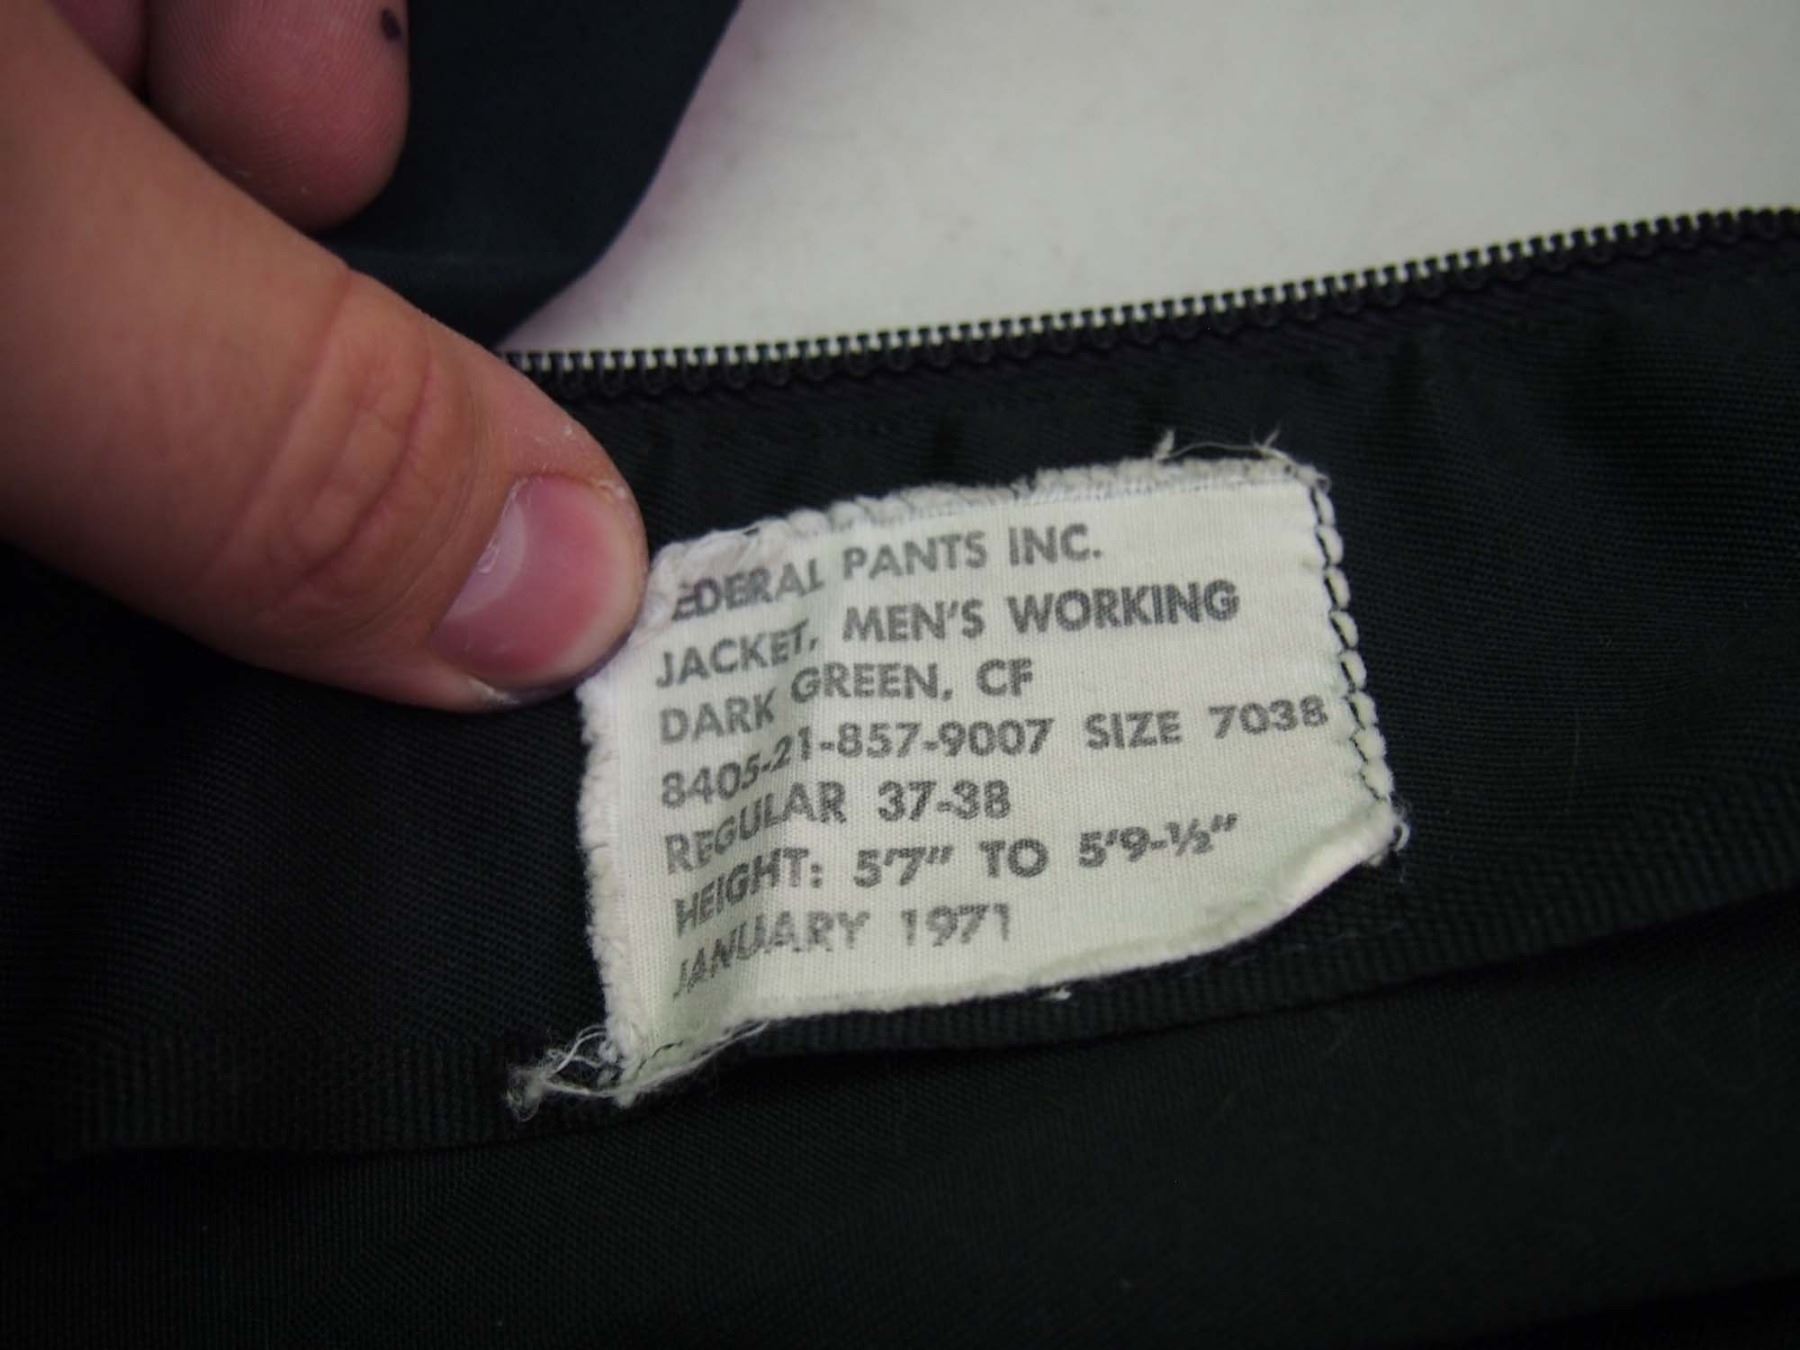 EDERAL PANTS INC.
JACKET, MEN'S WORKING
DARK GREEN, CF
8405-21-857-9007 SIZE 7038
REGULAR 37-38
HEIGHT: 5'7" TO 5'9-½"
JANUARY 1971